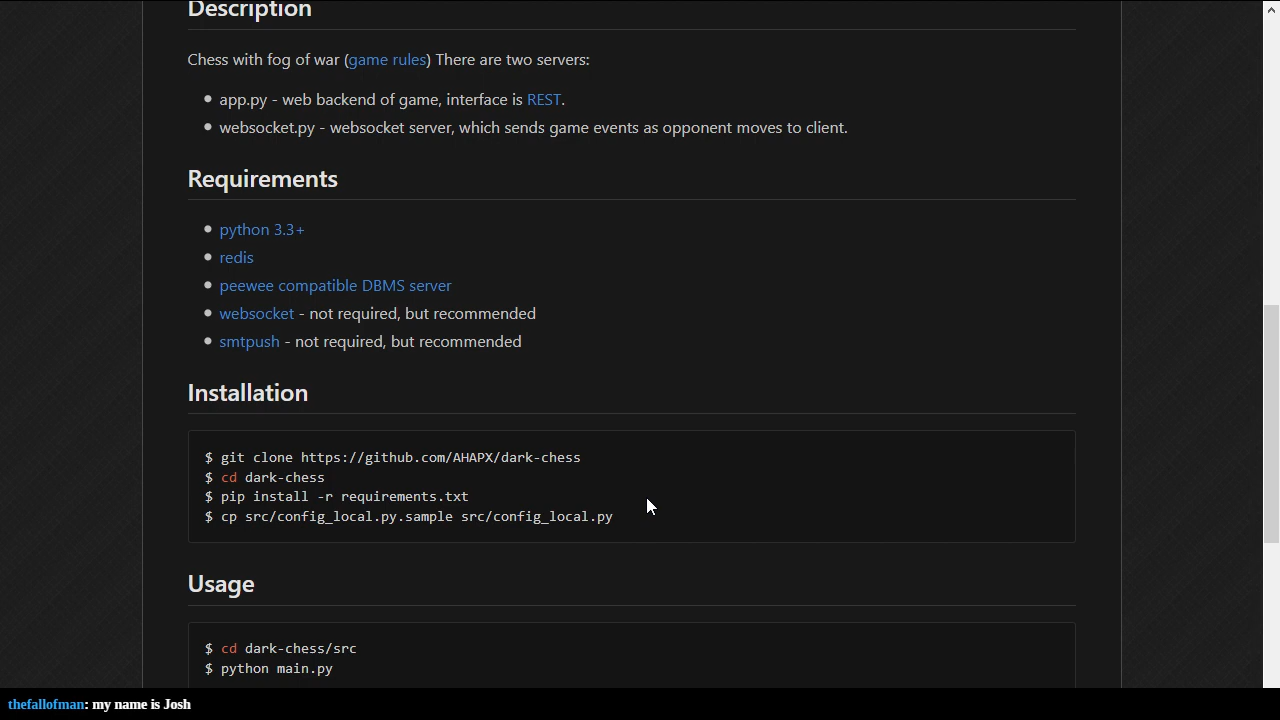 Description
Chess with fog of war (game rules) There are two servers:
app.py - web backend of game, interface is REST.
websocket.py - websocket server, which sends game events as opponent moves to client.
Requirements
python 3.3+
redis
peewee compatible DBMS server
websocket - not required, but recommended
smtpush - not required, but recommended
Installation
$ git clone https://github.com/AHAPX/dark-chess
$ cd dark-chess
$ pip install -r requirements.txt
$ cp src/config_local.py.sample src/config_local.py
Usage
$ cd dark-chess/src
$ python main.py
thefallofman: my name is Josh